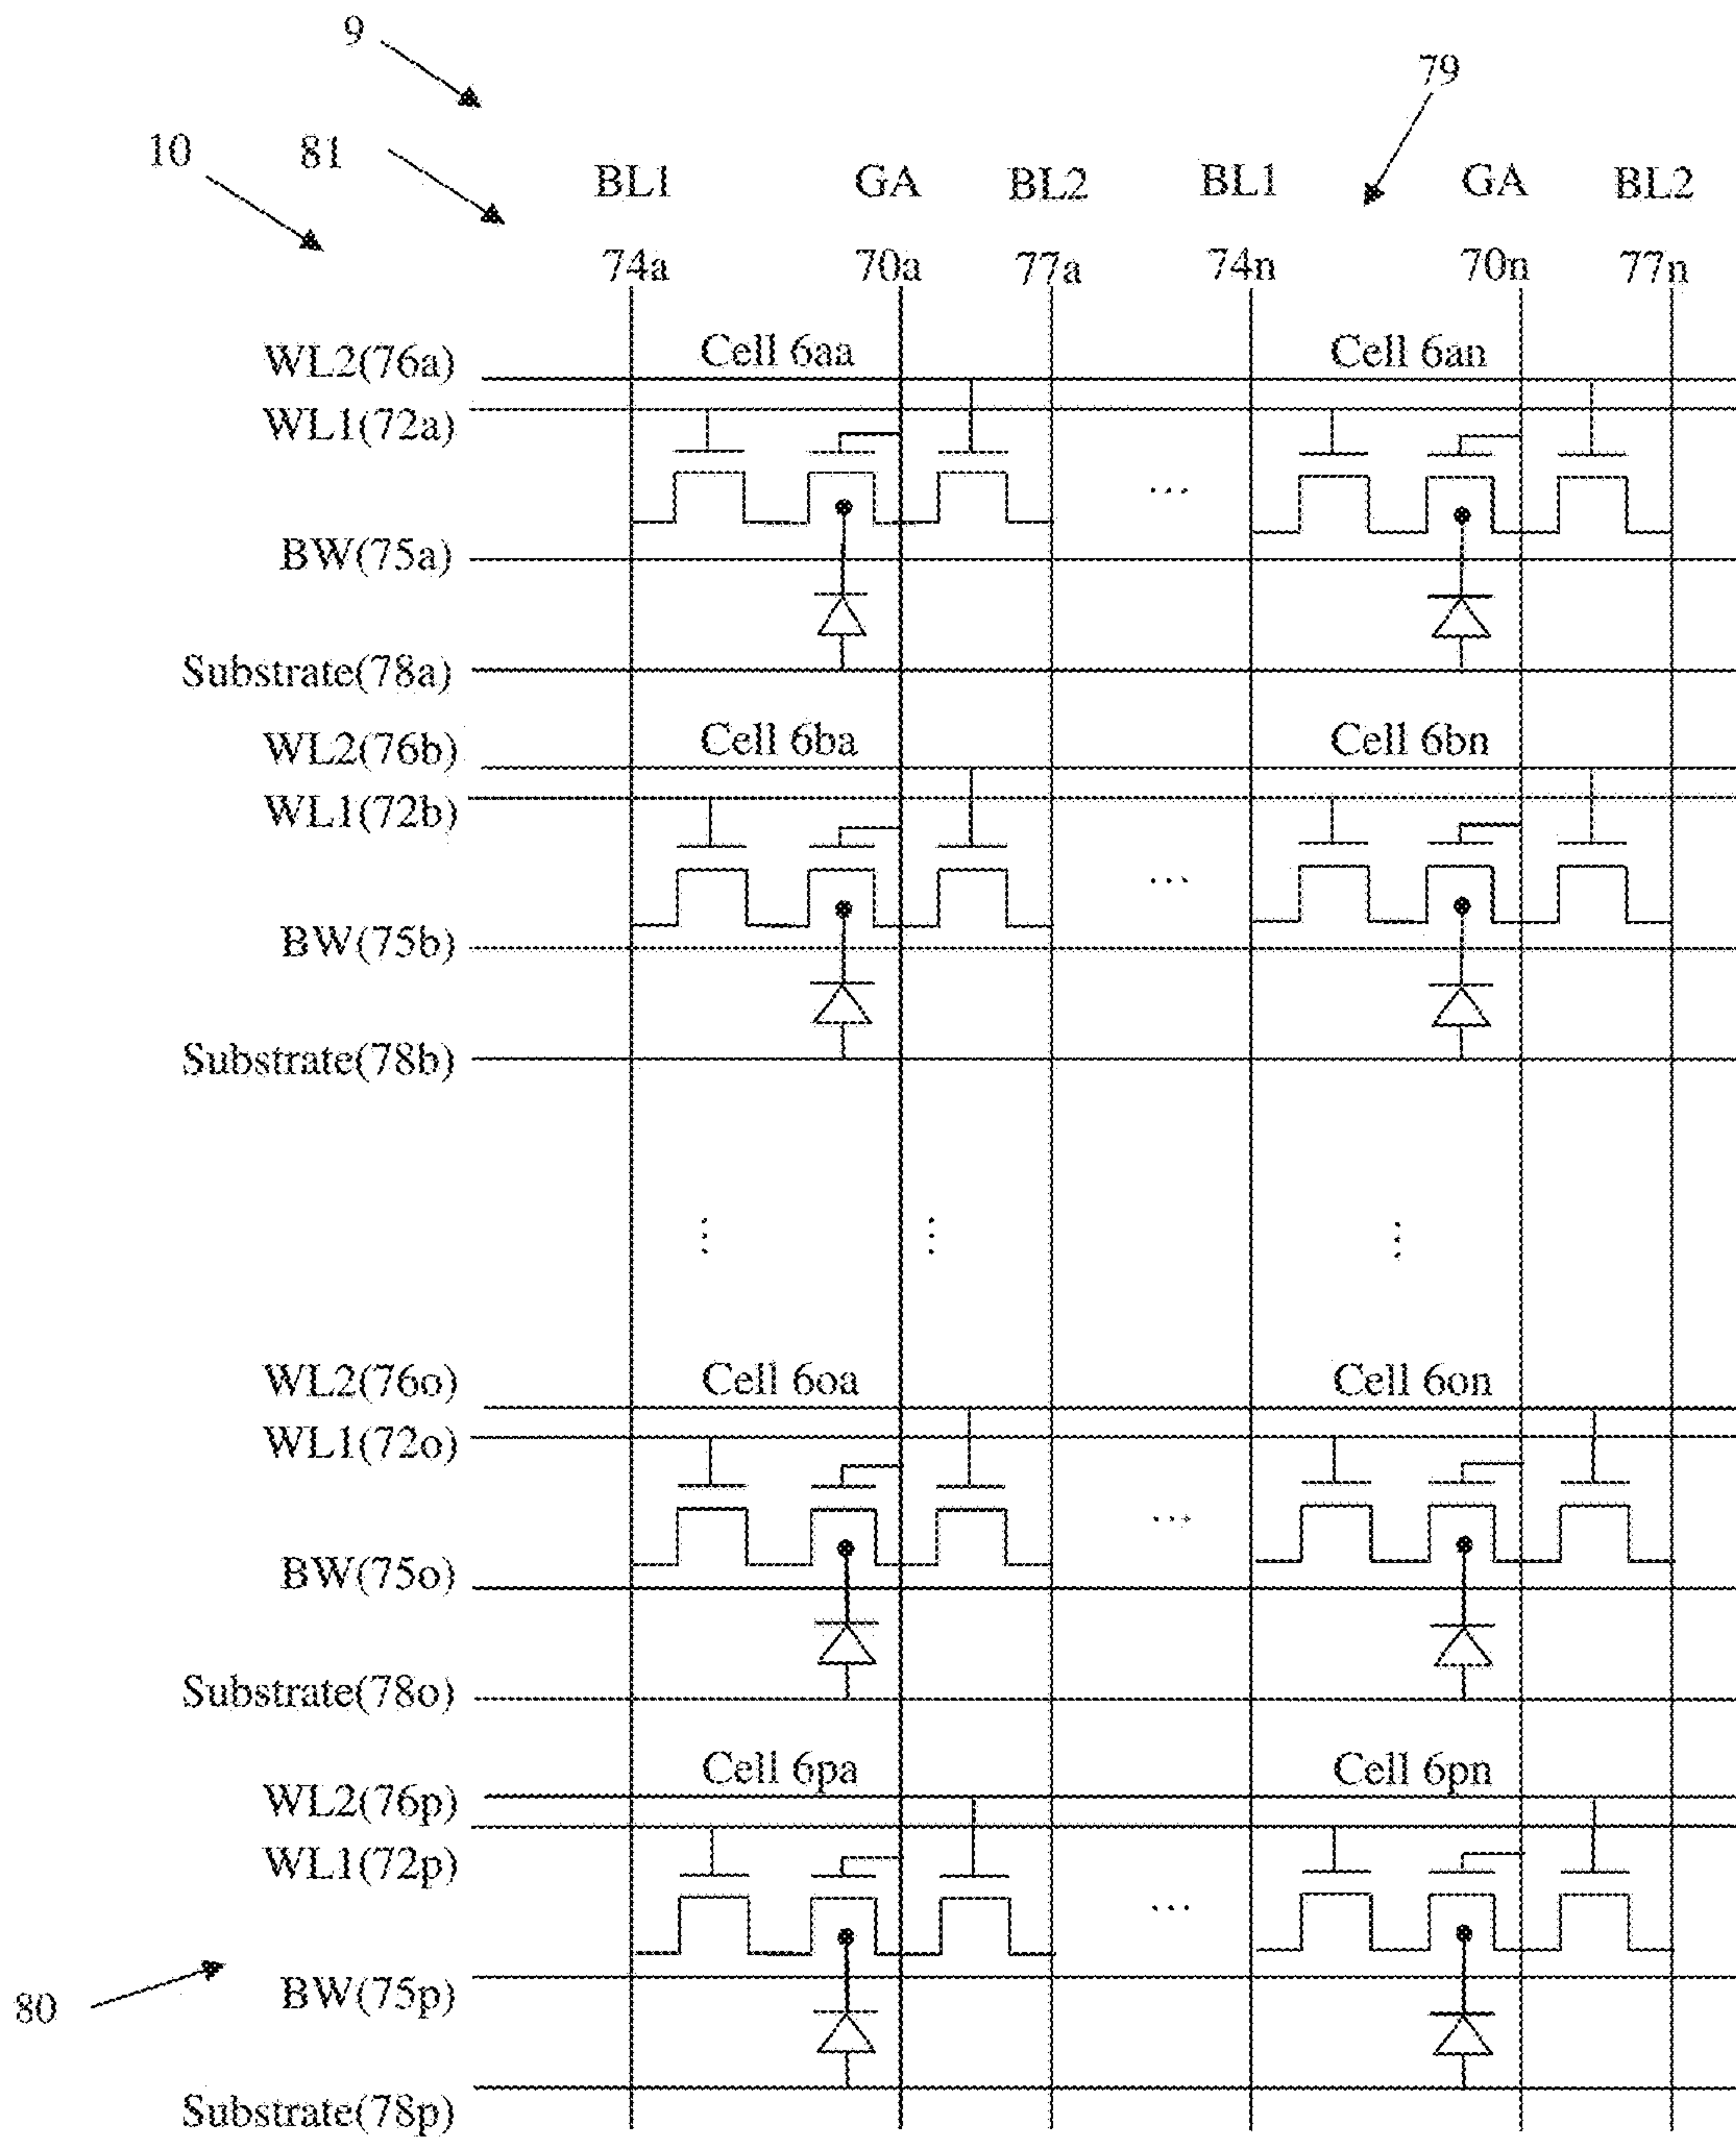 9
79
10 81
BL1 GA BL2 BL1 GA BL2
74a 70a 77a 74n 70n 77n
WL2(76a) Cell 6aa Cell 6an
WL1(72a)
...
...
BW(75a)
Substrate(78a)
WL2(76b) Cell 6ba Cell 6bn
WL1(72b)
...
BW(75b)
Substrate(78b)
WL2(76o) Cell 6oa Cell 6on
WL1(72o)
...
BW(75o)
Substrate(78o)
Cell 6pa Cell 6pn
WL2(76p)
WL1(72p)
...
80 BW(75p)
Substrate(78p)